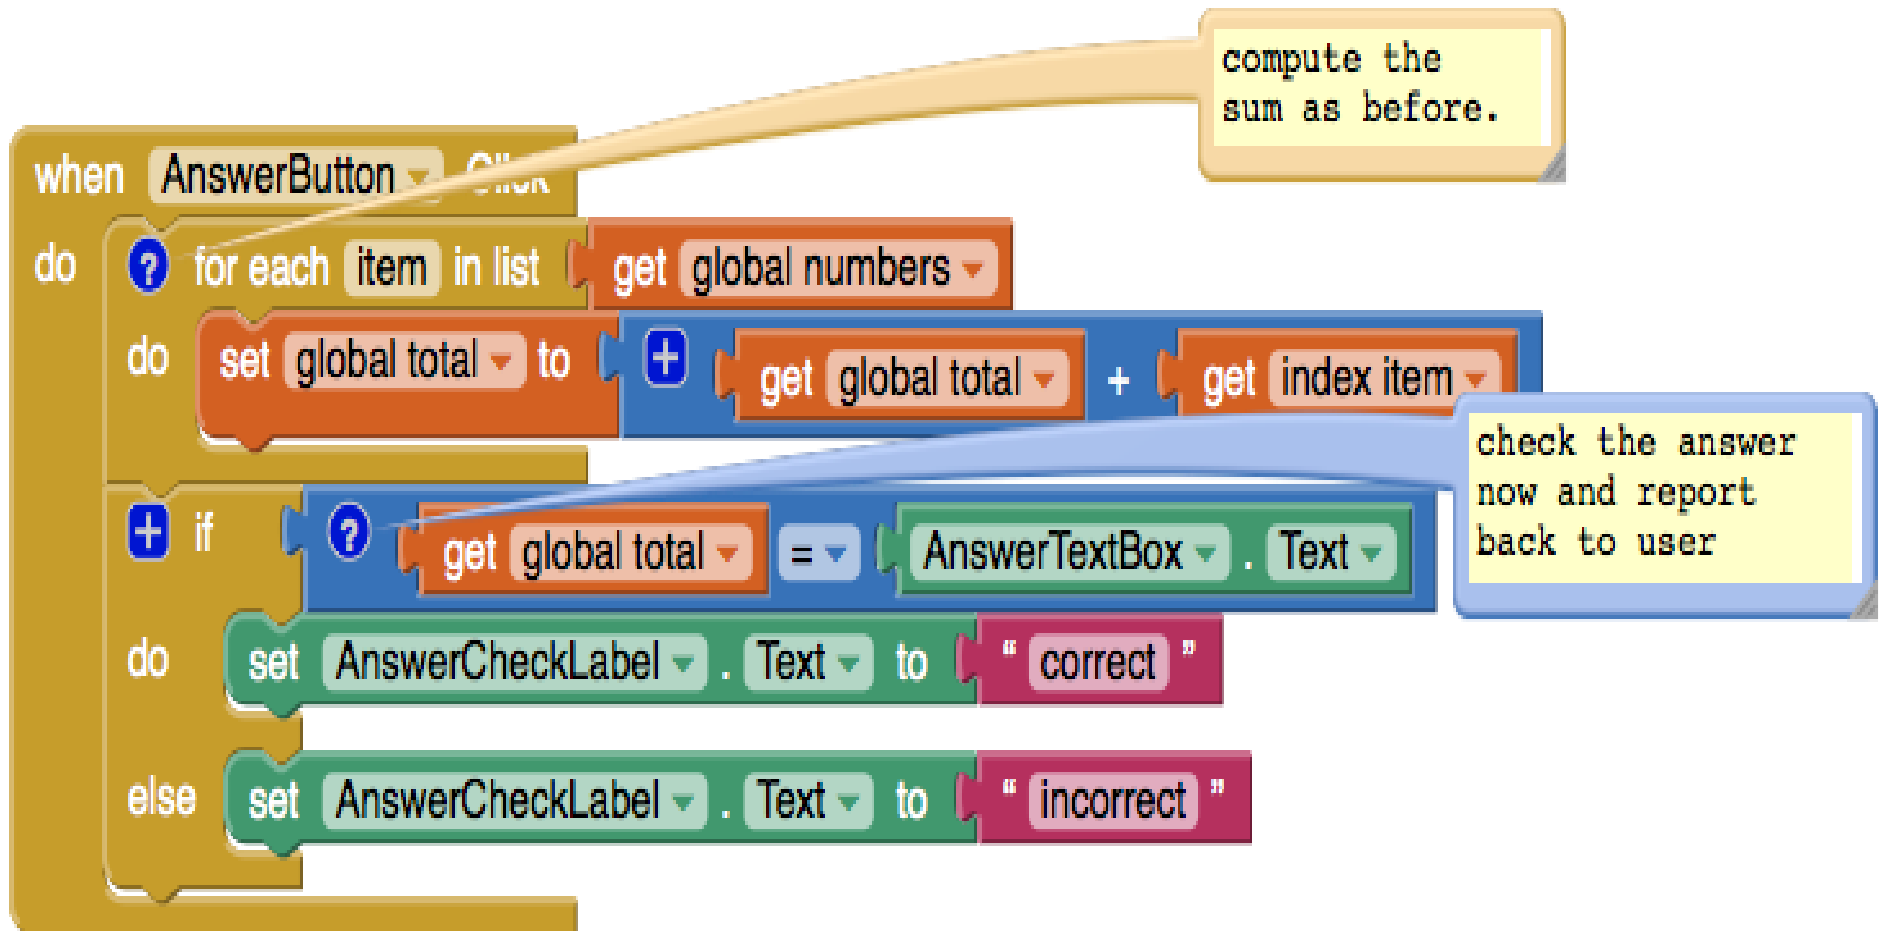 compute the
sum as before.
when AnswerButton .Click
do ? for each item in list get global numbers
do set global total to + get global total + get index item
check the answer
now and report
back to user
+ if ? get global total = AnswerTextBox . Text
do set AnswerCheckLabel . Text to “ correct ”
else set AnswerCheckLabel . Text to “ incorrect ”